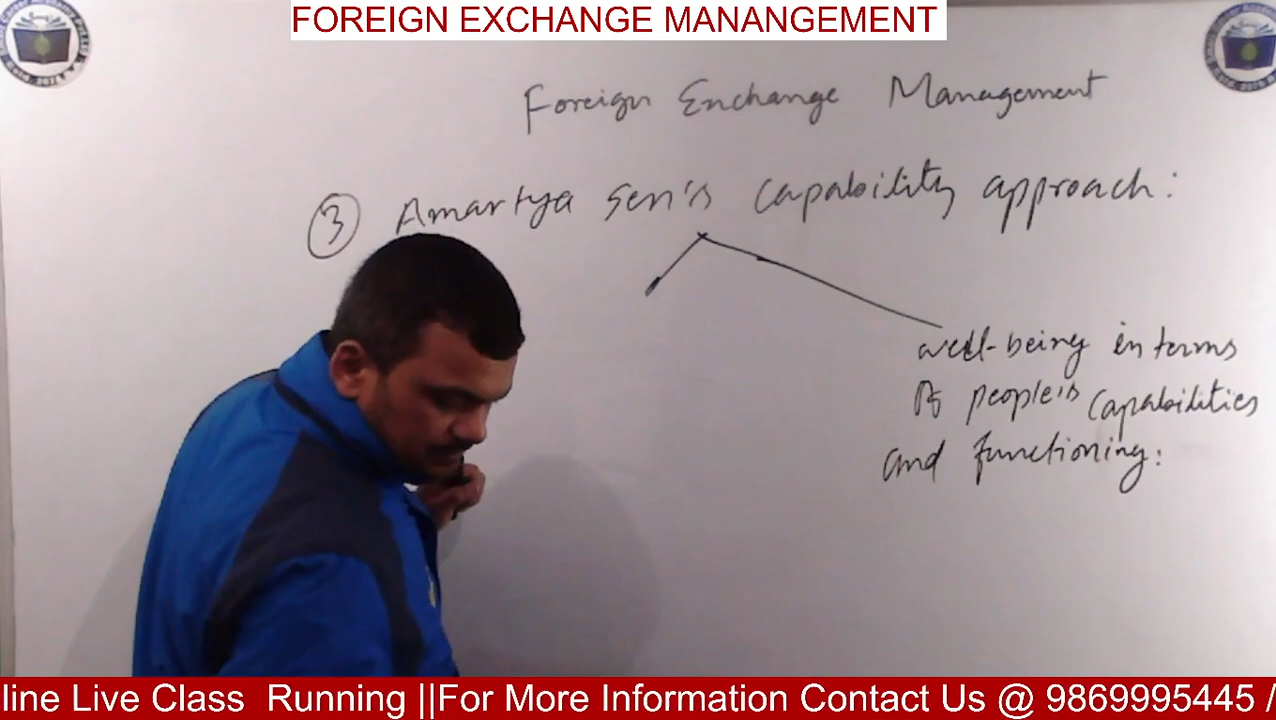 FOREIGN EXCHANGE MANANGEMENT
Foreign Exchange Management
③ Amartya Sen's capability approach:
well-being in terms
of people's capabilities
and functioning:
line Live Class Running ||For More Information Contact Us @ 9869995445 /